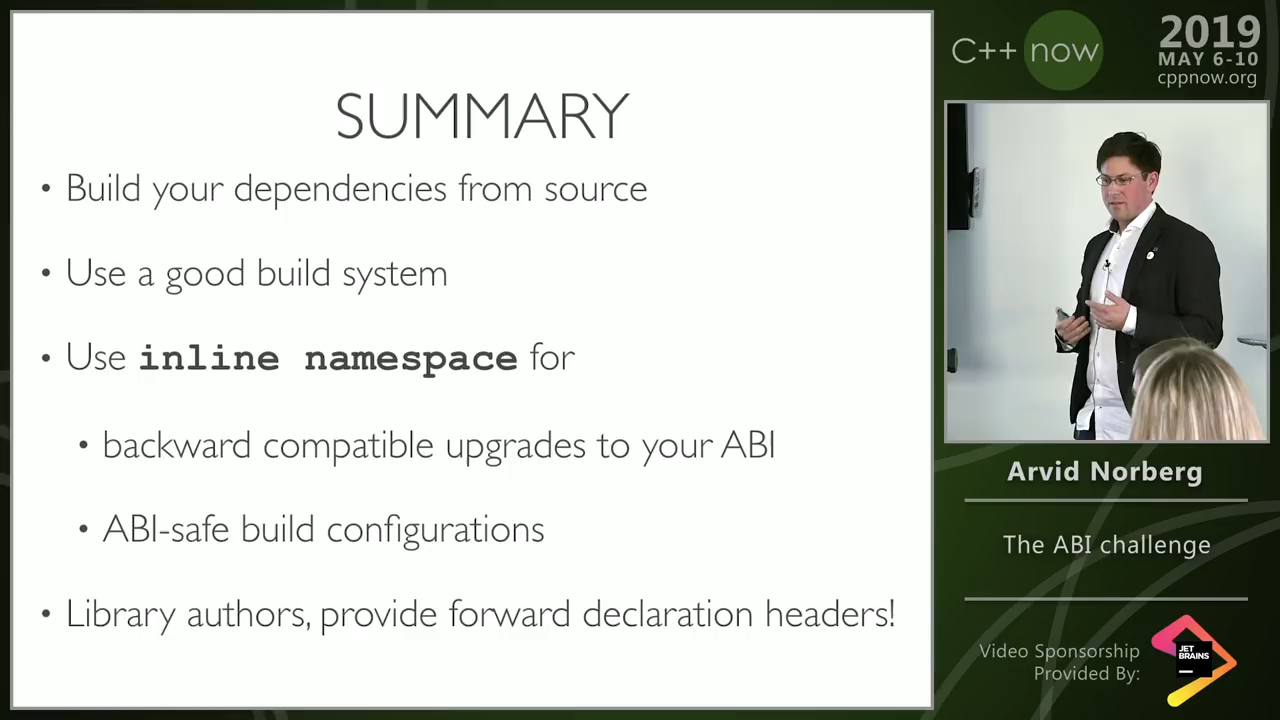 SUMMARY
• Build your dependencies from source
• Use a good build system
• Use inline namespace for
• backward compatible upgrades to your ABI
• ABI-safe build configurations
• Library authors, provide forward declaration headers!
C++ now
2019
MAY 6-10
cppnow.org
Arvid Norberg
The ABI challenge
Video Sponsorship
Provided By:
JET
BRAINS